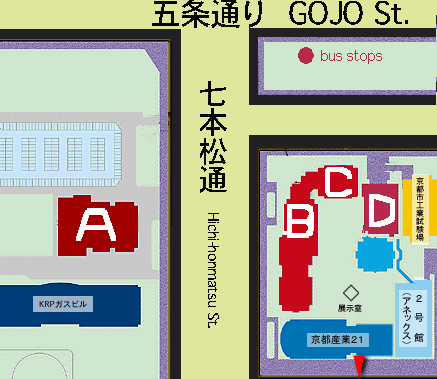 五条通り GOJO St.
bus stops
七本松通
Hichi-honmatsu St.
A
B
C
D
京都市工業試験場
KRPガスビル
展示室
2号館
(アネックス)
京都産業21